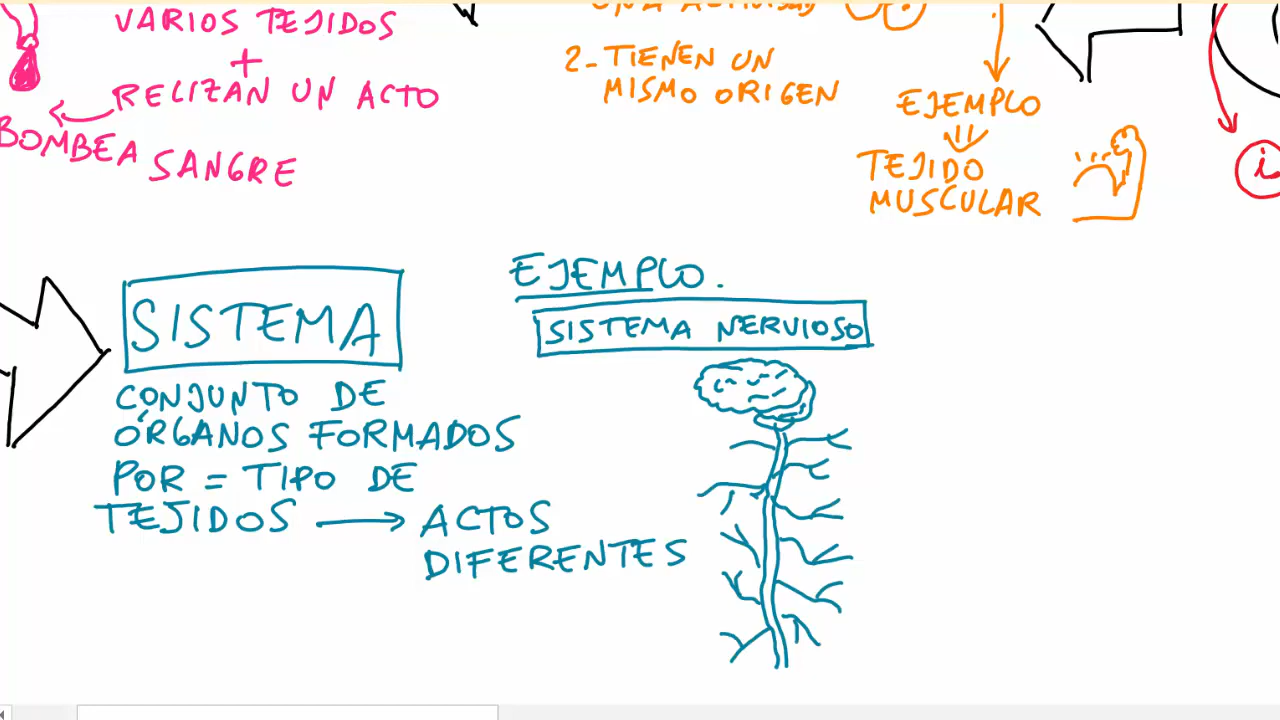 VARIOS TEJIDOS
+
RELIZAN UN ACTO
BOMBEA SANGRE
2- TIENEN UN
MISMO ORIGEN
EJEMPLO
TEJIDO
MUSCULAR
i
SISTEMA
CONJUNTO DE
ÓRGANOS FORMADOS
POR = TIPO DE
TEJIDOS → ACTOS
DIFERENTES
EJEMPLO.
SISTEMA NERVIOSO